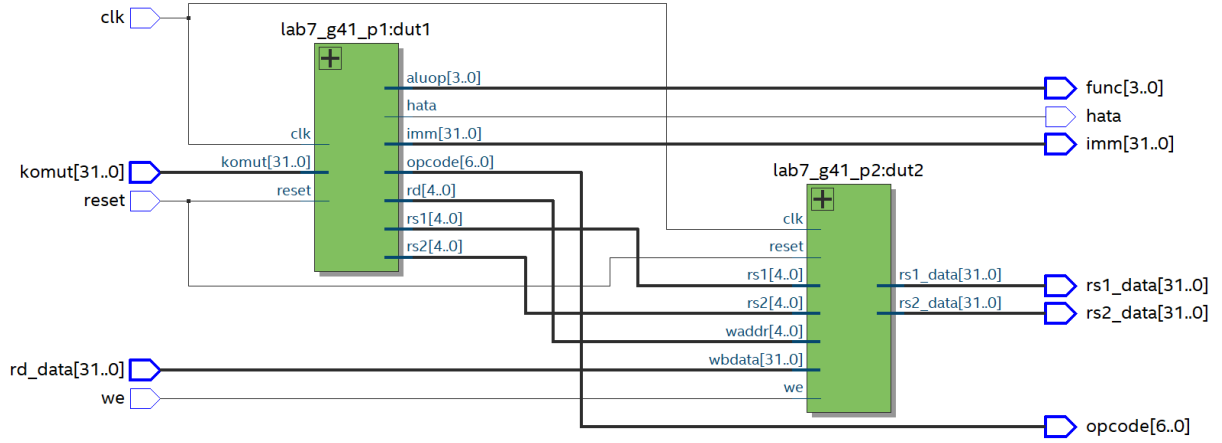 clk
lab7_g41_p1:dut1
aluop[3..0]
func[3..0]
hata
hata
clk
imm[31..0]
imm[31..0]
komut[31..0]
komut[31..0]
opcode[6..0]
reset
reset
rd[4..0]
rs1[4..0]
rs2[4..0]
lab7_g41_p2:dut2
clk
reset
rs1[4..0]
rs1_data[31..0]
rs1_data[31..0]
rs2[4..0]
rs2_data[31..0]
rs2_data[31..0]
waddr[4..0]
rd_data[31..0]
wbdata[31..0]
we
we
opcode[6..0]